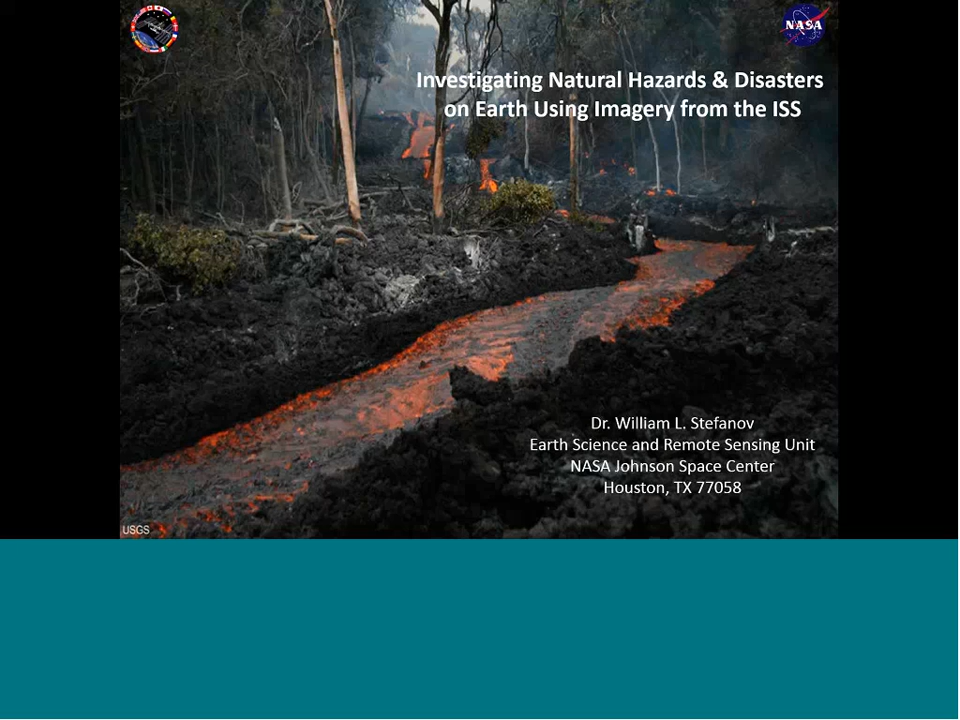 NASA
Investigating Natural Hazards & Disasters
on Earth Using Imagery from the ISS
Dr. William L. Stefanov
Earth Science and Remote Sensing Unit
NASA Johnson Space Center
Houston, TX 77058
USGS